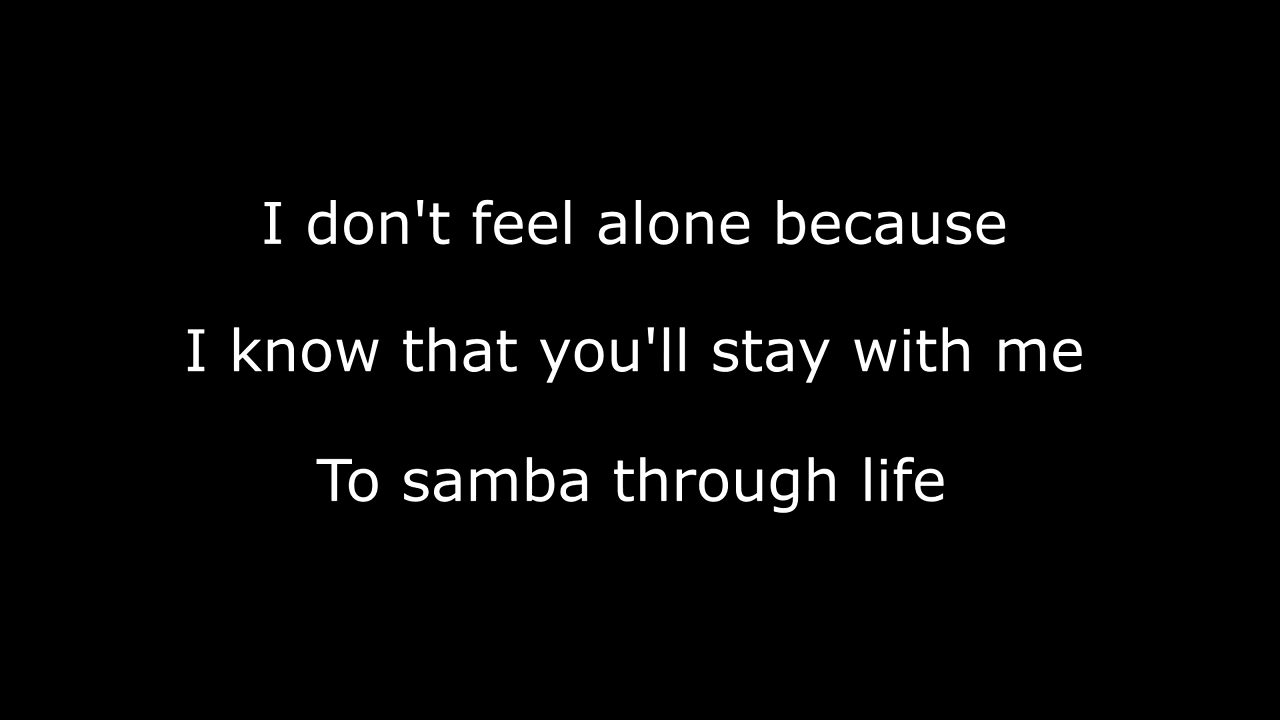 I don't feel alone because
I know that you'll stay with me
To samba through life